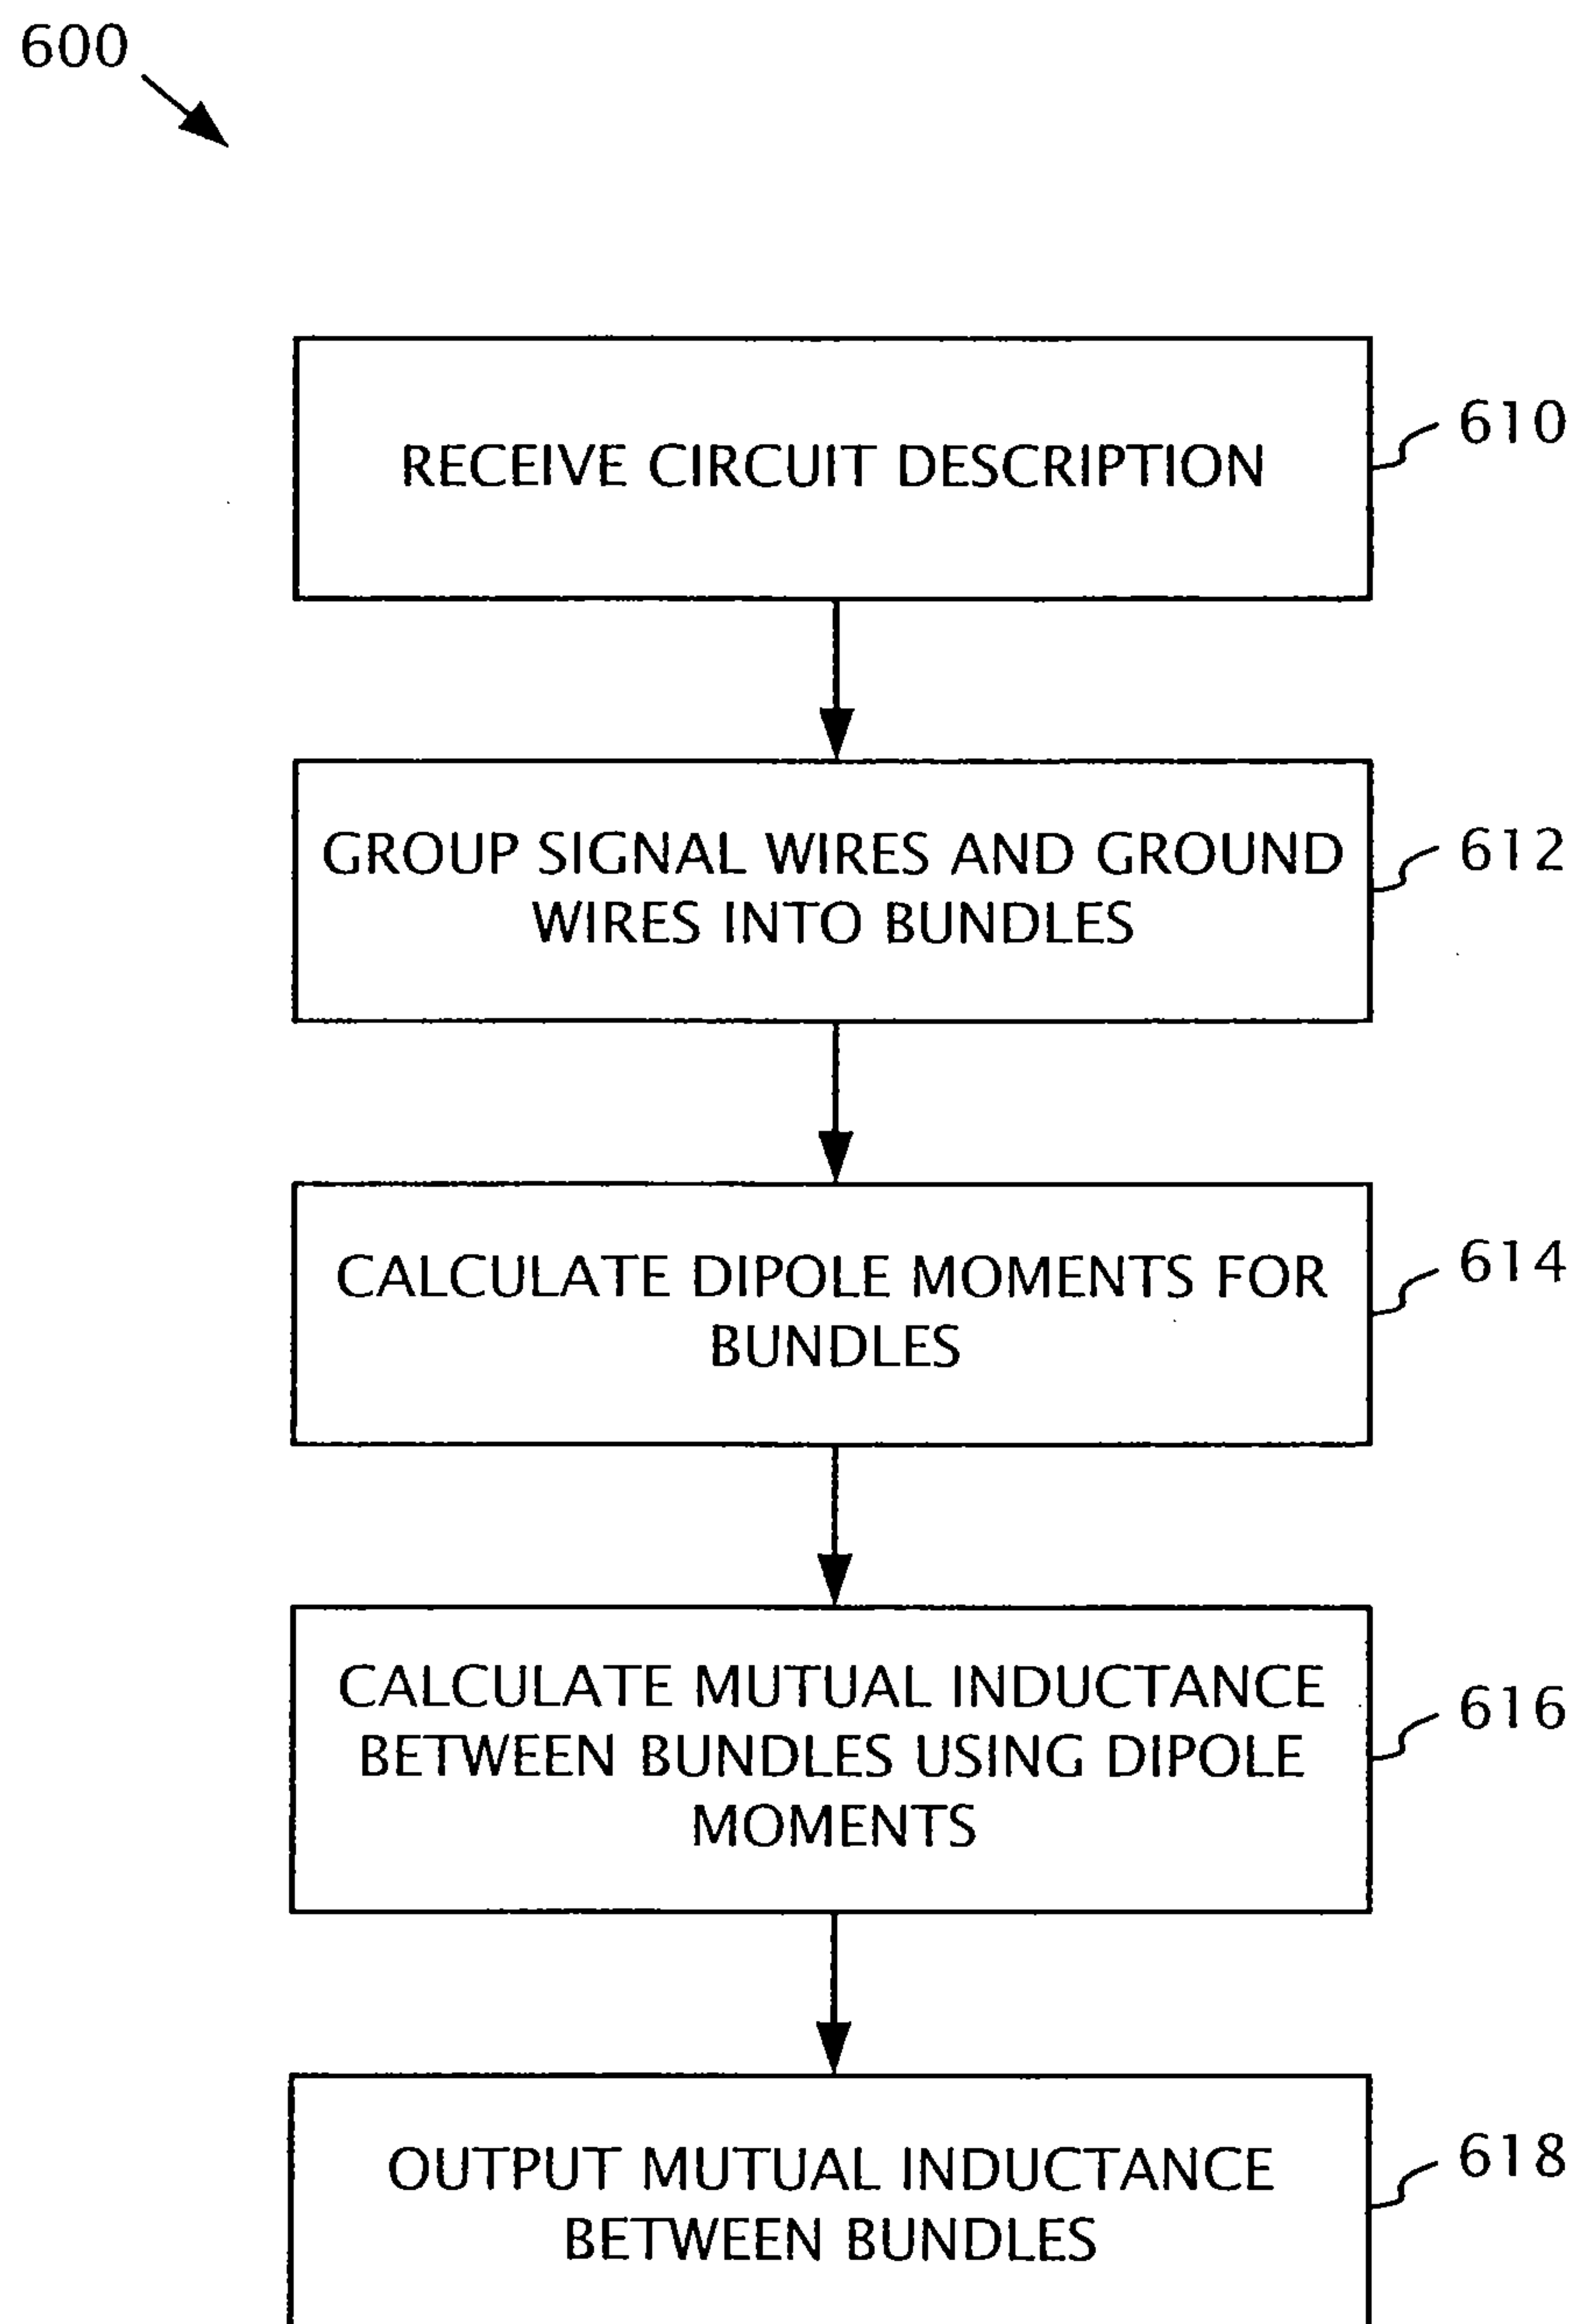 600
RECEIVE CIRCUIT DESCRIPTION
610
GROUP SIGNAL WIRES AND GROUND
WIRES INTO BUNDLES
612
CALCULATE DIPOLE MOMENTS FOR
BUNDLES
614
CALCULATE MUTUAL INDUCTANCE
BETWEEN BUNDLES USING DIPOLE
MOMENTS
616
OUTPUT MUTUAL INDUCTANCE
BETWEEN BUNDLES
618